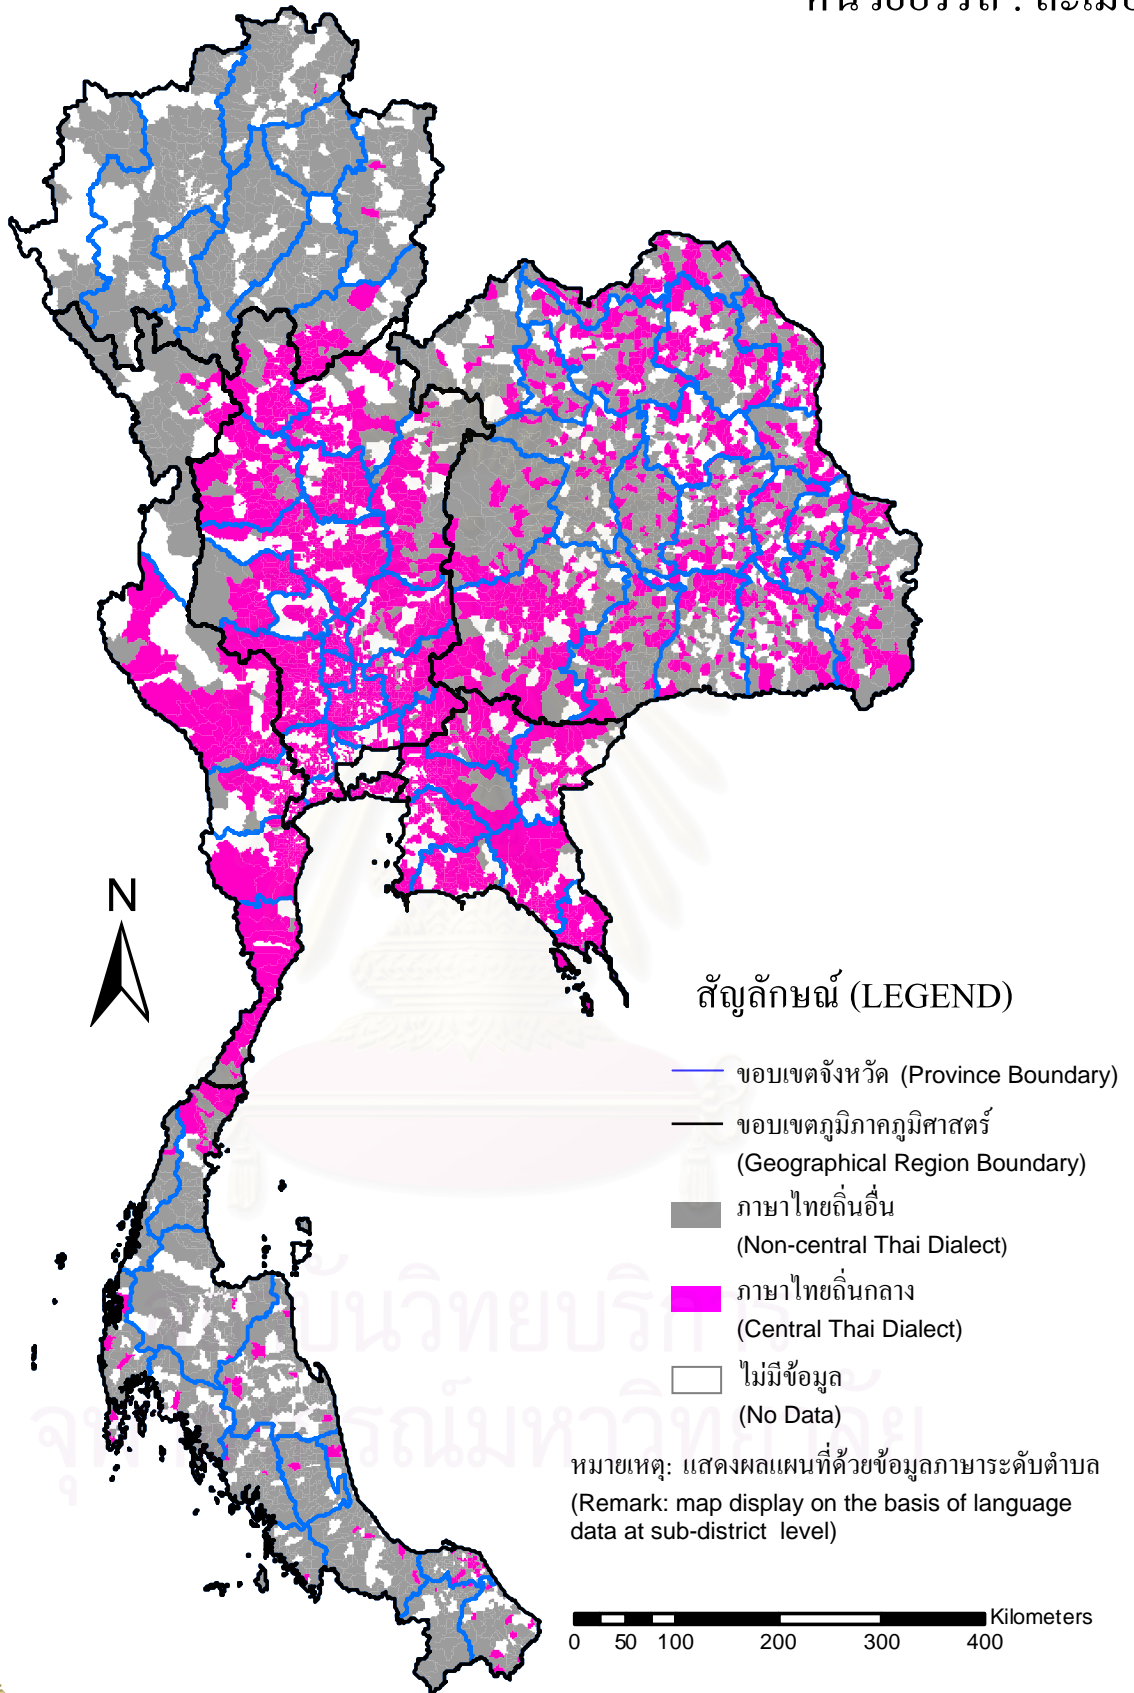 N
สัญลักษณ์ (LEGEND)
ขอบเขตจังหวัด (Province Boundary)
ขอบเขตภูมิภาคภูมิศาสตร์
(Geographical Region Boundary)
ภาษาไทยถิ่นอื่น
(Non-central Thai Dialect)
ภาษาไทยถิ่นกลาง
(Central Thai Dialect)
ไม่มีข้อมูล
(No Data)
หมายเหตุ: แสดงผลแผนที่ด้วยข้อมูลภาษาระดับตำบล
(Remark: map display on the basis of language
data at sub-district level)
Kilometers
0 50 100 200 300 400